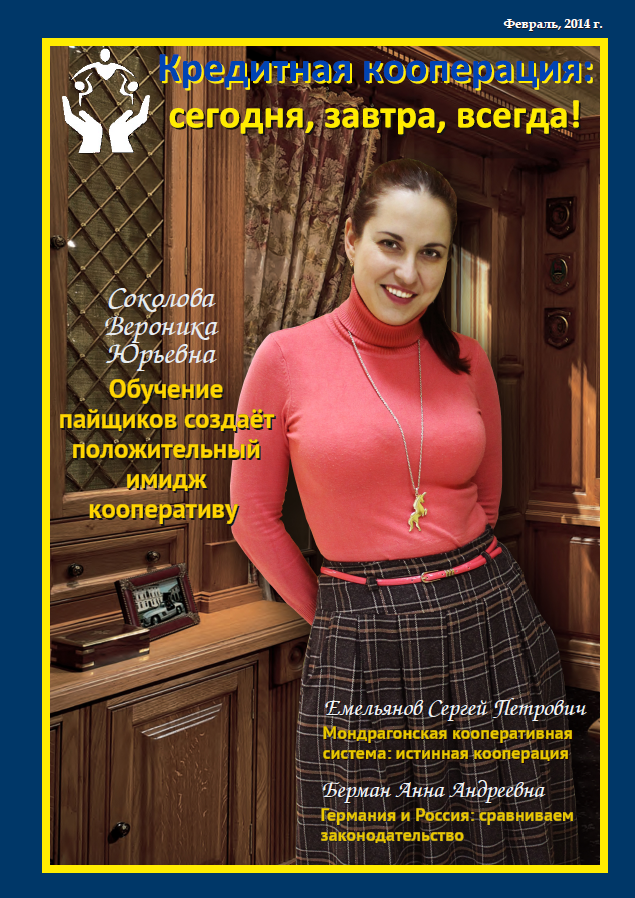 Февраль, 2014 г.
Кредитная кооперация:
сегодня, завтра, всегда!
Соколова
Вероника
Юрьевна
Обучение
пайщиков создаёт
положительный
имидж
кооперативу
Емельянов Сергей Петрович
Мондрагонская кооперативная
система: истинная кооперация
Берман Анна Андреевна
Германия и Россия: сравниваем
законодательство